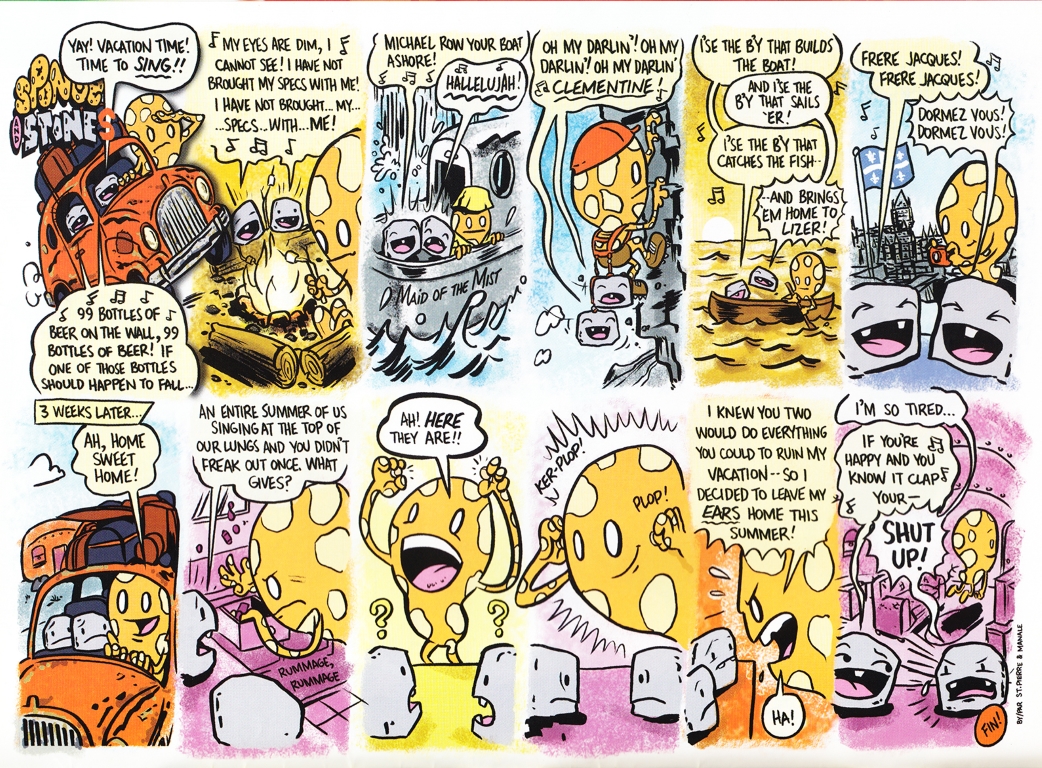 YAY! VACATION TIME!
TIME TO SING!!
SPONGE
AND
STONES
♪ 99 BOTTLES OF ♪
BEER ON THE WALL, 99
BOTTLES OF BEER! IF
ONE OF THOSE BOTTLES
SHOULD HAPPEN TO FALL...
MY EYES ARE DIM, I
CANNOT SEE! I HAVE NOT
BROUGHT MY SPECS WITH ME!
I HAVE NOT BROUGHT... MY...
...SPECS...WITH...ME!
MICHAEL ROW YOUR BOAT
ASHORE!
HALLELUJAH!
MAID OF THE MIST
OH MY DARLIN'! OH MY
DARLIN'! OH MY DARLIN'
CLEMENTINE!
I'SE THE B'Y THAT BUILDS
THE BOAT!
AND I'SE THE
B'Y THAT SAILS
'ER!
I'SE THE B'Y THAT
CATCHES THE FISH--
--AND BRINGS
'EM HOME TO
LIZER!
FRERE JACQUES!
FRERE JACQUES!
DORMEZ VOUS!
DORMEZ VOUS!
3 WEEKS LATER...
AH, HOME
SWEET
HOME!
AN ENTIRE SUMMER OF US
SINGING AT THE TOP OF
OUR LUNGS AND YOU DIDN'T
FREAK OUT ONCE. WHAT
GIVES?
RUMMAGE,
RUMMAGE
AH! HERE
THEY ARE!!
?
?
KER-PLOP!
PLOP!
I KNEW YOU TWO
WOULD DO EVERYTHING
YOU COULD TO RUIN MY
VACATION--SO I
DECIDED TO LEAVE MY
EARS HOME THIS
SUMMER!
HA!
I'M SO TIRED...
IF YOU'RE
HAPPY AND YOU
KNOW IT CLAP
YOUR—
SHUT
UP!
FIN!
BY/PAR ST.PIERRE & MANALE